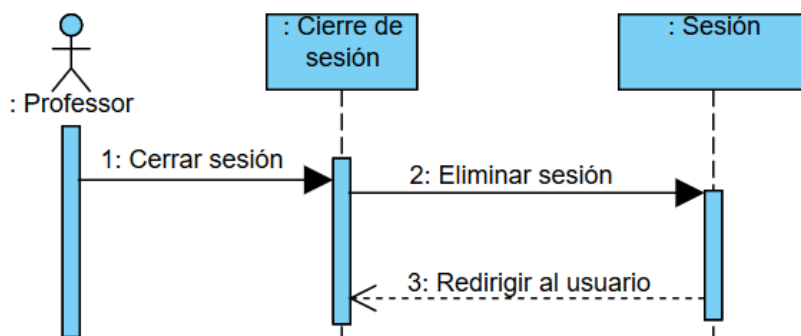 : Professor
: Cierre de
sesión
: Sesión
1: Cerrar sesión
2: Eliminar sesión
3: Redirigir al usuario